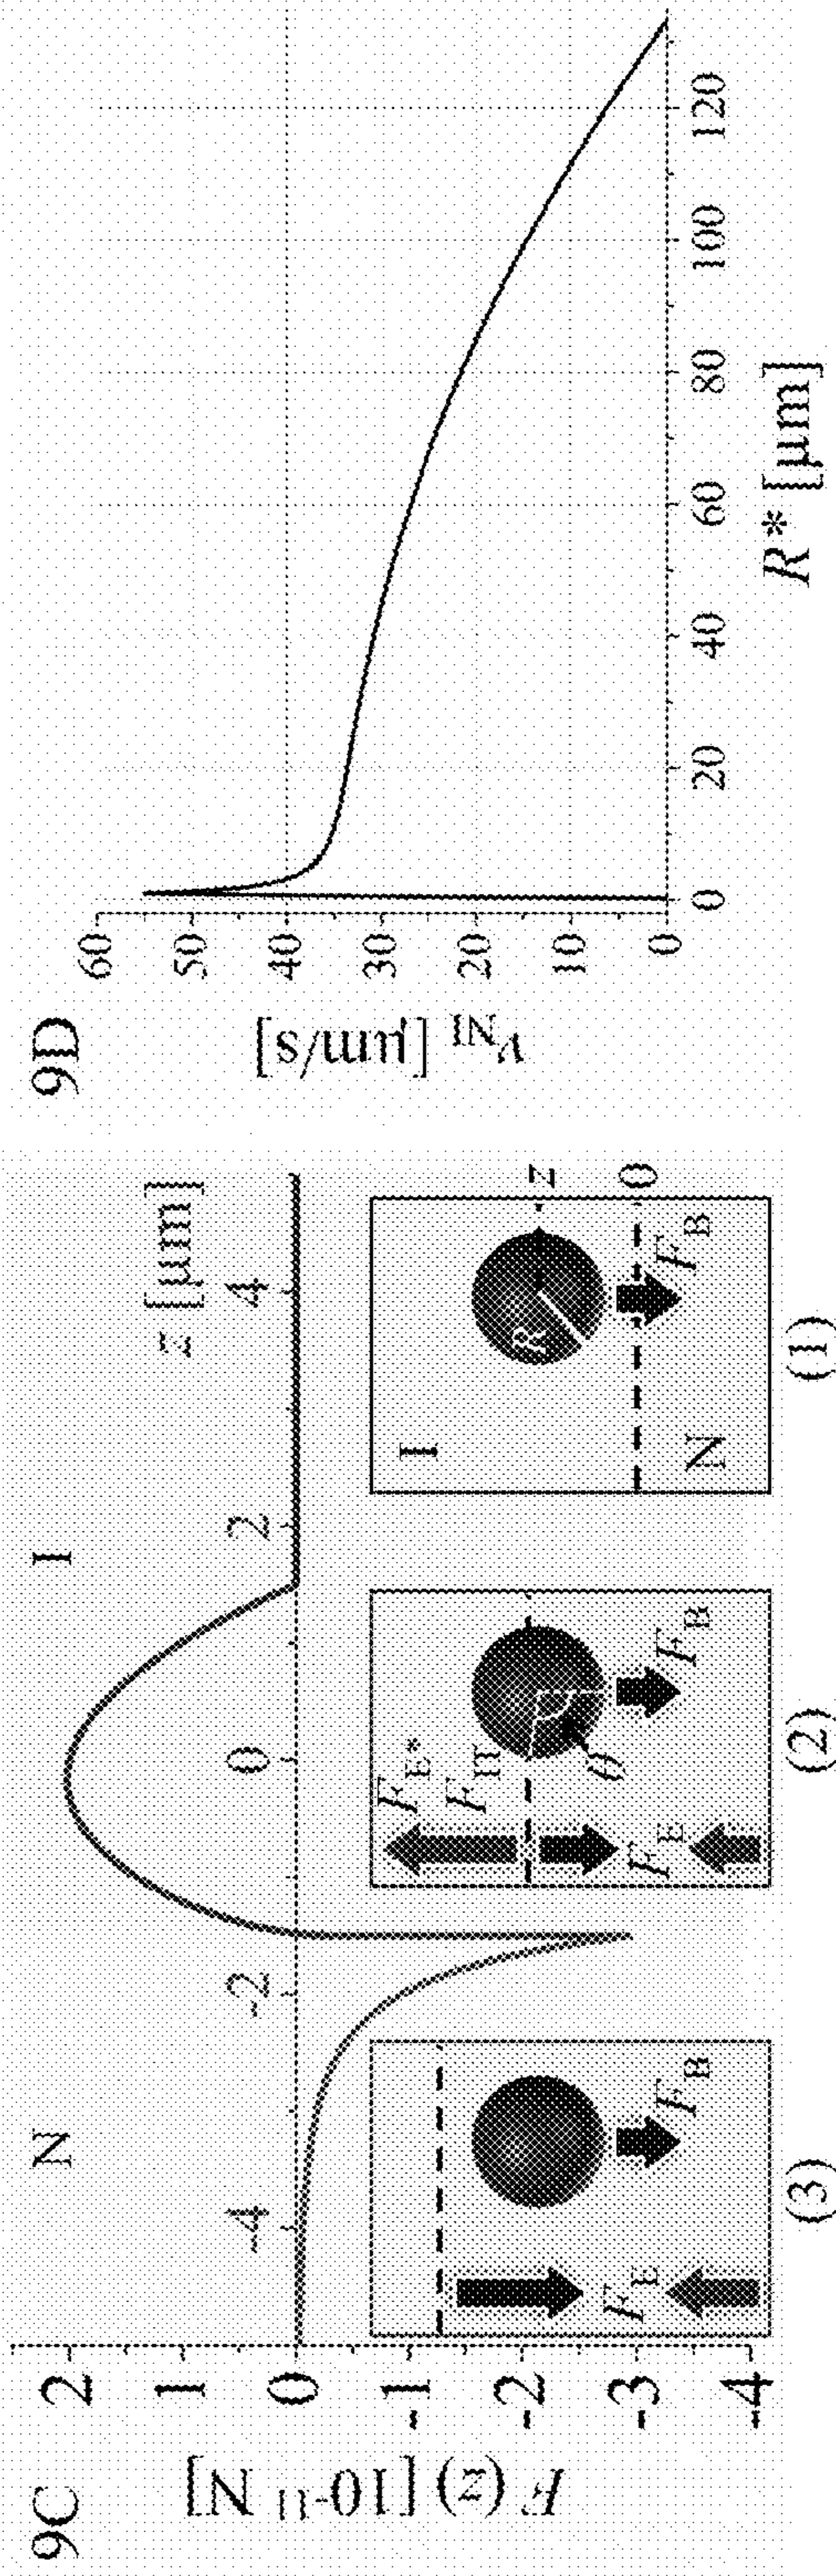 9C
F(z) [10⁻¹¹ N]
2
1
0
-1
-2
-3
-4
N
I
z [μm]
-4
-2
0
2
4
F_E
F_B
(3)
F_E*
F_IT
F_E
θ
F_B
(2)
I
N
R
z
0
F_B
(1)
9D
v_NI [μm/s]
60
50
40
30
20
10
0
0
20
40
60
80
100
120
R* [μm]